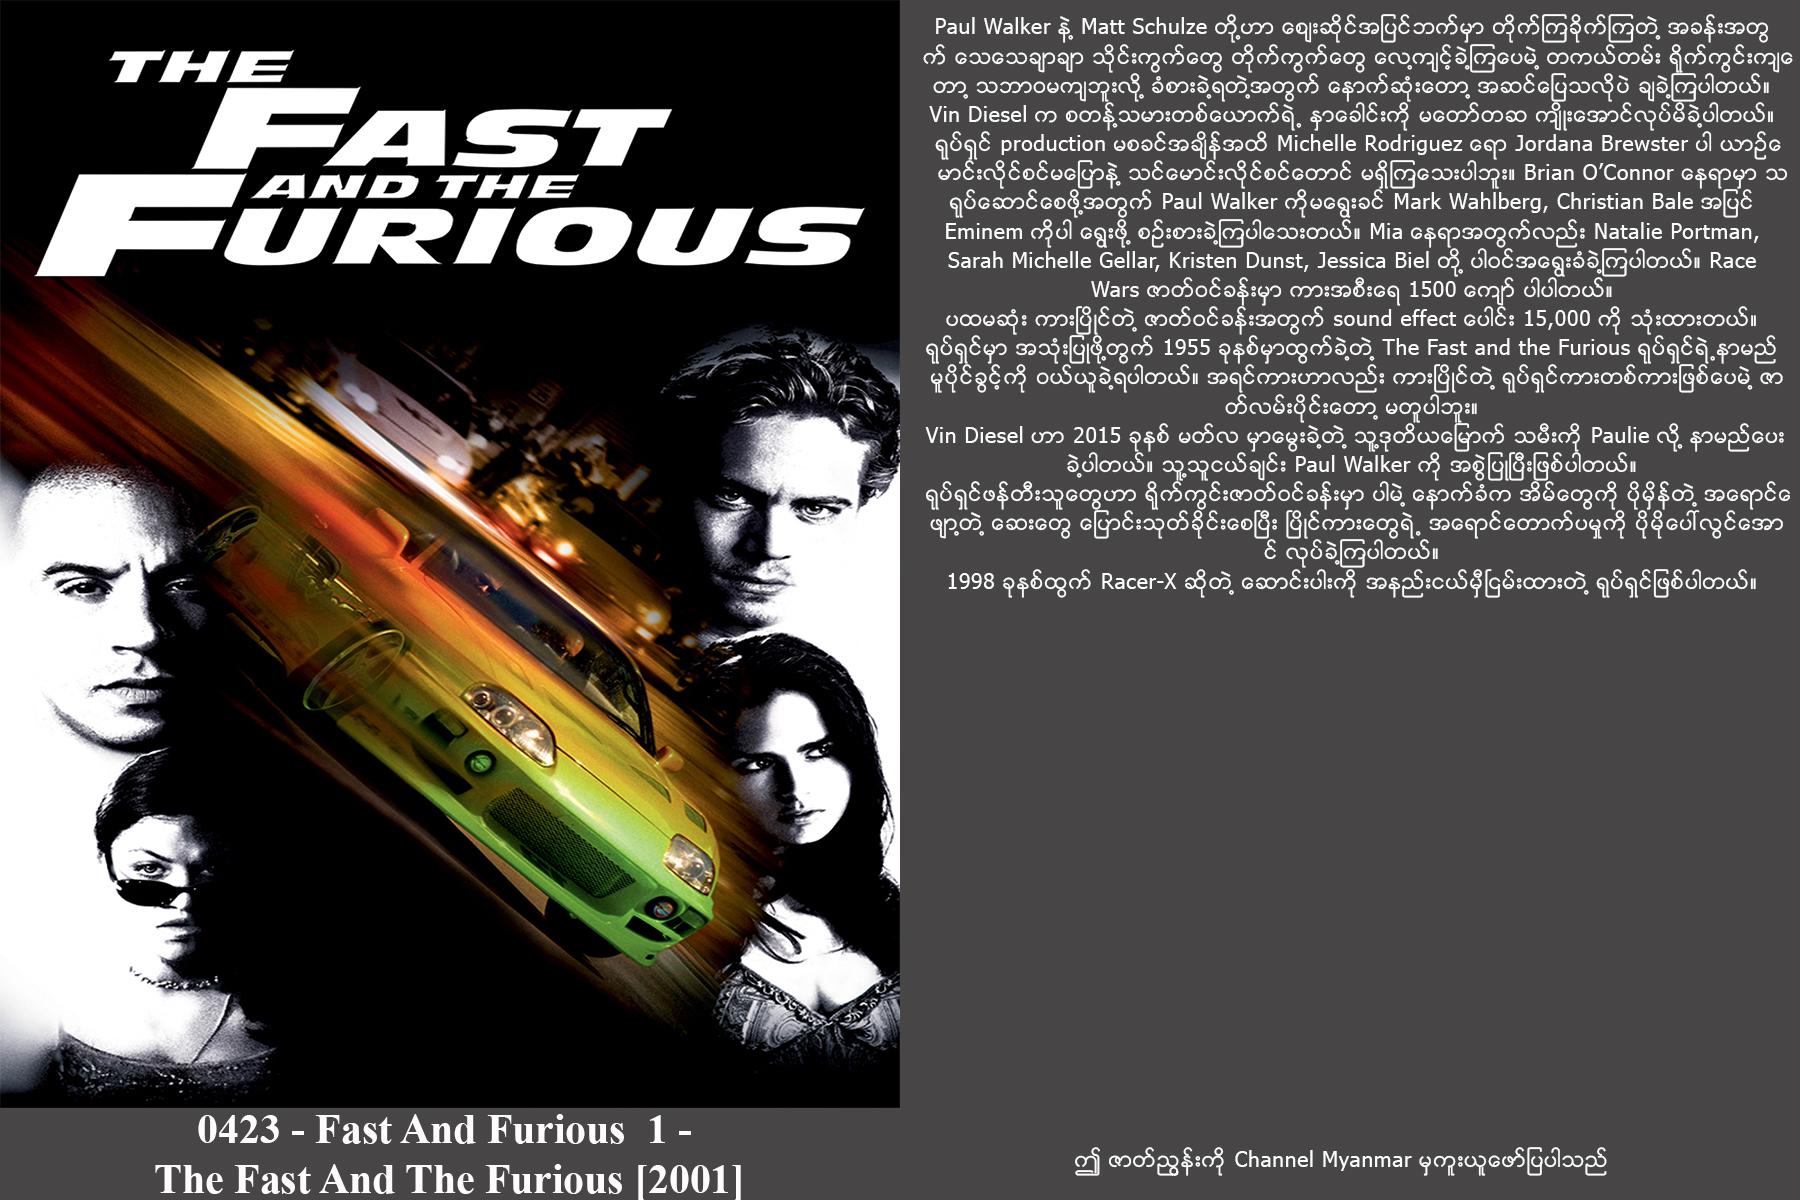 THE
FAST
AND THE
FURIOUS
0423 - Fast And Furious  1 -
The Fast And The Furious [2001]
Paul Walker နဲ့ Matt Schulze တို့ဟာ စျေးဆိုင်အပြင်ဘက်မှာ တိုက်ကြခိုက်ကြတဲ့ အခန်းအတွ
က် သေသေချာချာ သိုင်းကွက်တွေ တိုက်ကွက်တွေ လေ့ကျင့်ခဲ့ကြပေမဲ့ တကယ်တမ်း ရိုက်ကွင်းကျေ
တာ့ သဘာဝမကျဘူးလို့ ခံစားခဲ့ရတဲ့အတွက် နောက်ဆုံးတော့ အဆင်ပြေသလိုပဲ ချခဲ့ကြပါတယ်။
Vin Diesel က စတန့်သမားတစ်ယောက်ရဲ့ နှာခေါင်းကို မတော်တဆ ကျိုးအောင်လုပ်မိခဲ့ပါတယ်။
ရုပ်ရှင် production မစခင်အချိန်အထိ Michelle Rodriguez ရော Jordana Brewster ပါ ယာဉ်မေ
မာင်းလိုင်စင်မပြောနဲ့ သင်မောင်းလိုင်စင်တောင် မရှိကြသေးပါဘူး။ Brian O’Connor နေရာမှာ သ
ရုပ်ဆောင်စေဖို့အတွက် Paul Walker ကိုမရွေးခင် Mark Wahlberg, Christian Bale အပြင်
Eminem ကိုပါ ရွေးဖို့ စဉ်းစားခဲ့ကြပါသေးတယ်။ Mia နေရာအတွက်လည်း Natalie Portman,
Sarah Michelle Gellar, Kristen Dunst, Jessica Biel တို့ ပါဝင်အရွေးခံခဲ့ကြပါတယ်။ Race
Wars ဇာတ်ဝင်ခန်းမှာ ကားအစီးရေ 1500 ကျော် ပါပါတယ်။
ပထမဆုံး ကားပြိုင်တဲ့ ဇာတ်ဝင်ခန်းအတွက် sound effect ပေါင်း 15,000 ကို သုံးထားတယ်။
ရုပ်ရှင်မှာ အသုံးပြုဖို့တွက် 1955 ခုနစ်မှာထွက်ခဲ့တဲ့ The Fast and the Furious ရုပ်ရှင်ရဲ့နာမည်
မူပိုင်ခွင့်ကို ဝယ်ယူခဲ့ရပါတယ်။ အရင်ကားဟာလည်း ကားပြိုင်တဲ့ ရုပ်ရှင်ကားတစ်ကားဖြစ်ပေမဲ့ ဇာ
တ်လမ်းပိုင်းတော့ မတူပါဘူး။
Vin Diesel ဟာ 2015 ခုနစ် မတ်လ မှာမွေးခဲ့တဲ့ သူ့ဒုတိယမြောက် သမီးကို Paulie လို့ နာမည်ပေး
ခဲ့ပါတယ်။ သူ့သူငယ်ချင်း Paul Walker ကို အစွဲပြုပြီးဖြစ်ပါတယ်။
ရုပ်ရှင်ဖန်တီးသူတွေဟာ ရိုက်ကွင်းဇာတ်ဝင်ခန်းမှာ ပါမဲ့ နောက်ခံက အိမ်တွေကို ပိုမှိန်တဲ့ အရောင်ေ
ဖျာ့တဲ့ ဆေးတွေ ပြောင်းသုတ်ခိုင်းစေပြီး ပြိုင်ကားတွေရဲ့ အရောင်တောက်ပမှုကို ပိုမိုပေါ်လွင်အော
င် လုပ်ခဲ့ကြပါတယ်။
1998 ခုနစ်ထွက် Racer-X ဆိုတဲ့ ဆောင်းပါးကို အနည်းငယ်မှီငြမ်းထားတဲ့ ရုပ်ရှင်ဖြစ်ပါတယ်။
ဤ ဇာတ်ညွှန်းကို Channel Myanmar မှကူးယူဖော်ပြပါသည်